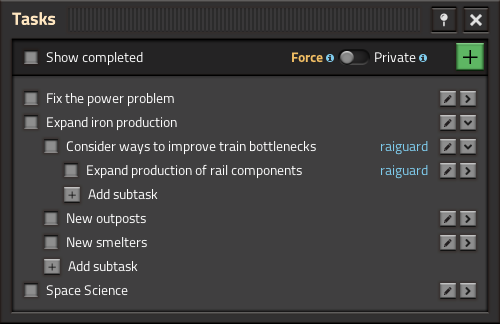 Tasks
Show completed Force Private
Fix the power problem
Expand iron production
Consider ways to improve train bottlenecks raiguard
Expand production of rail components raiguard
Add subtask
New outposts
New smelters
Add subtask
Space Science